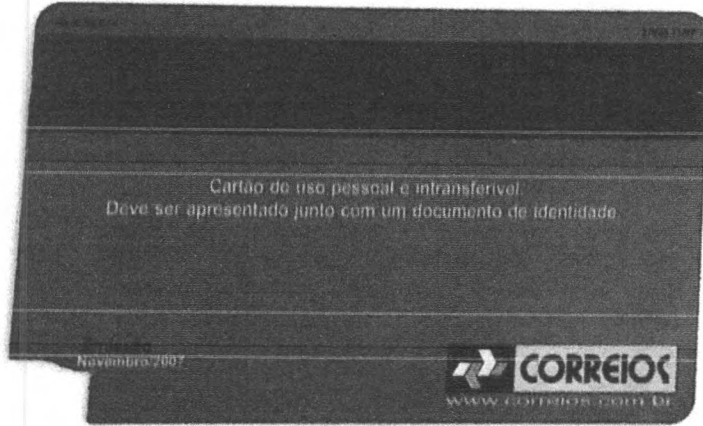 Cartão de uso pessoal e intransferível.
Deve ser apresentado junto com um documento de identidade.
Novembro/2007
CORREIOS
www.correios.com.br